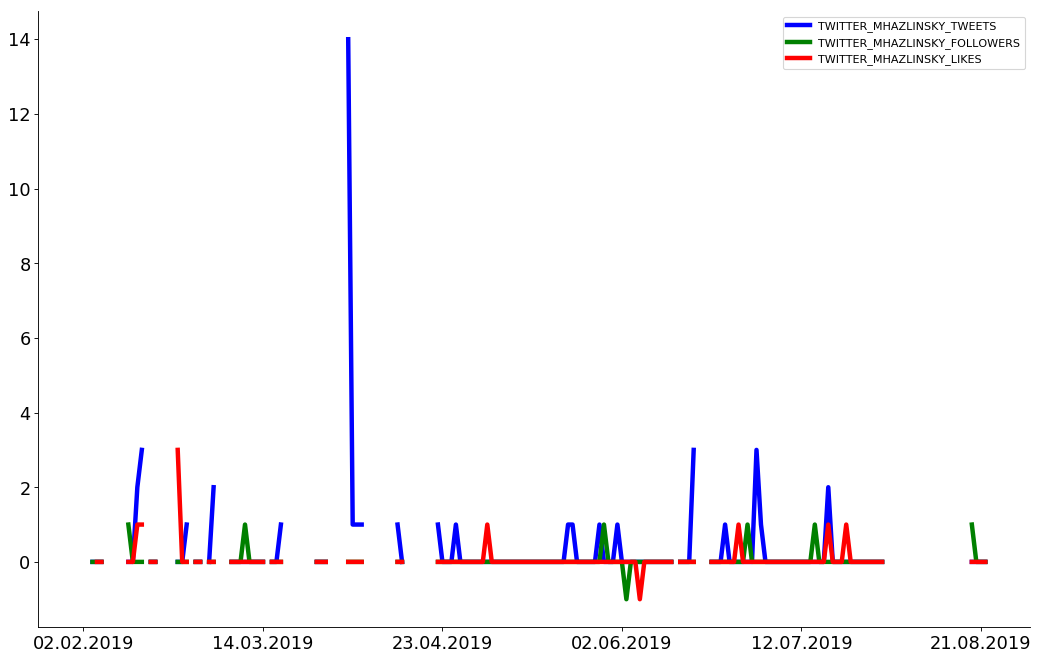 TWITTER_MHAZLINSKY_TWEETS
TWITTER_MHAZLINSKY_FOLLOWERS
TWITTER_MHAZLINSKY_LIKES
14
12
10
8
6
4
2
0
02.02.2019 14.03.2019 23.04.2019 02.06.2019 12.07.2019 21.08.2019